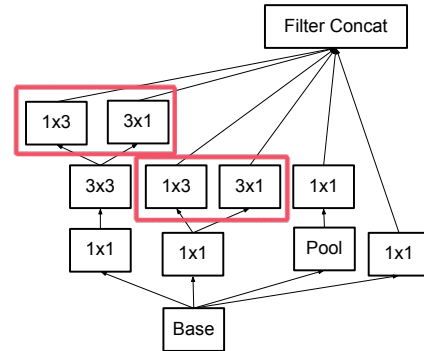 Filter Concat
1x3 3x1
3x3 1x3 3x1 1x1
1x1 1x1 Pool 1x1
Base